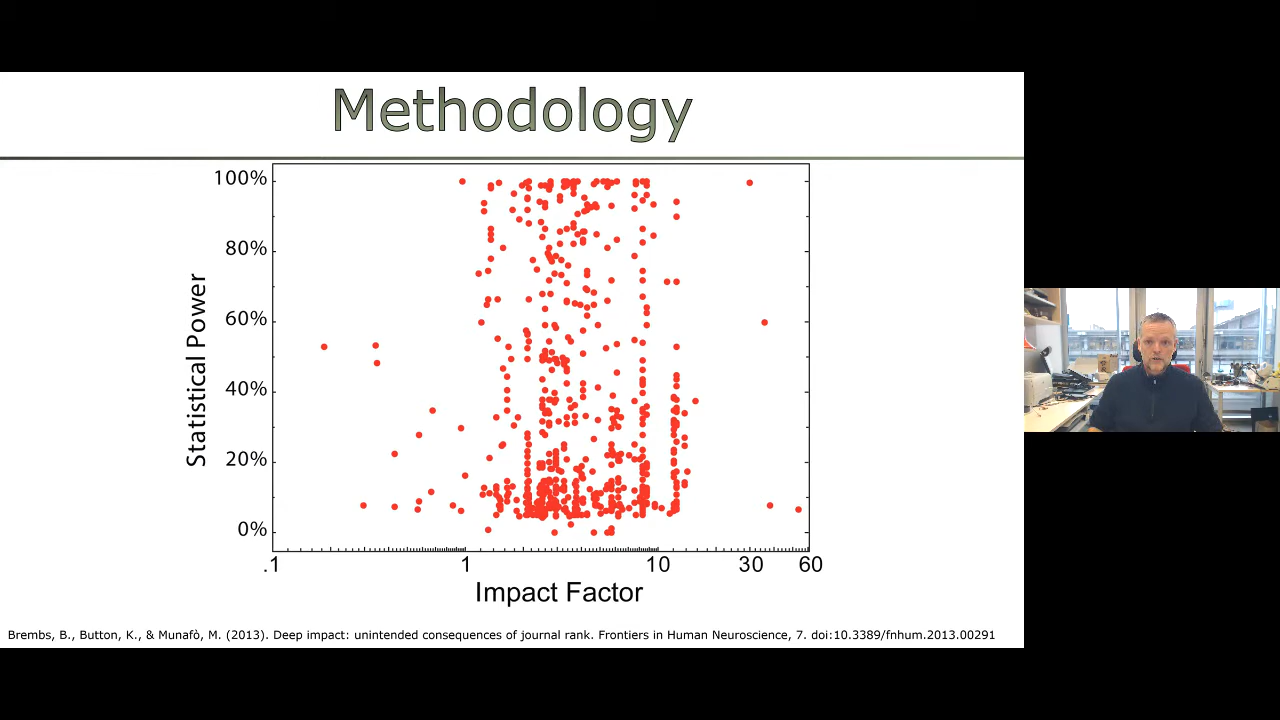 Methodology
100%
80%
60%
40%
20%
0%
Statistical Power
.1 1 10 30 60
Impact Factor
Brembs, B., Button, K., & Munafò, M. (2013). Deep impact: unintended consequences of journal rank. Frontiers in Human Neuroscience, 7. doi:10.3389/fnhum.2013.00291